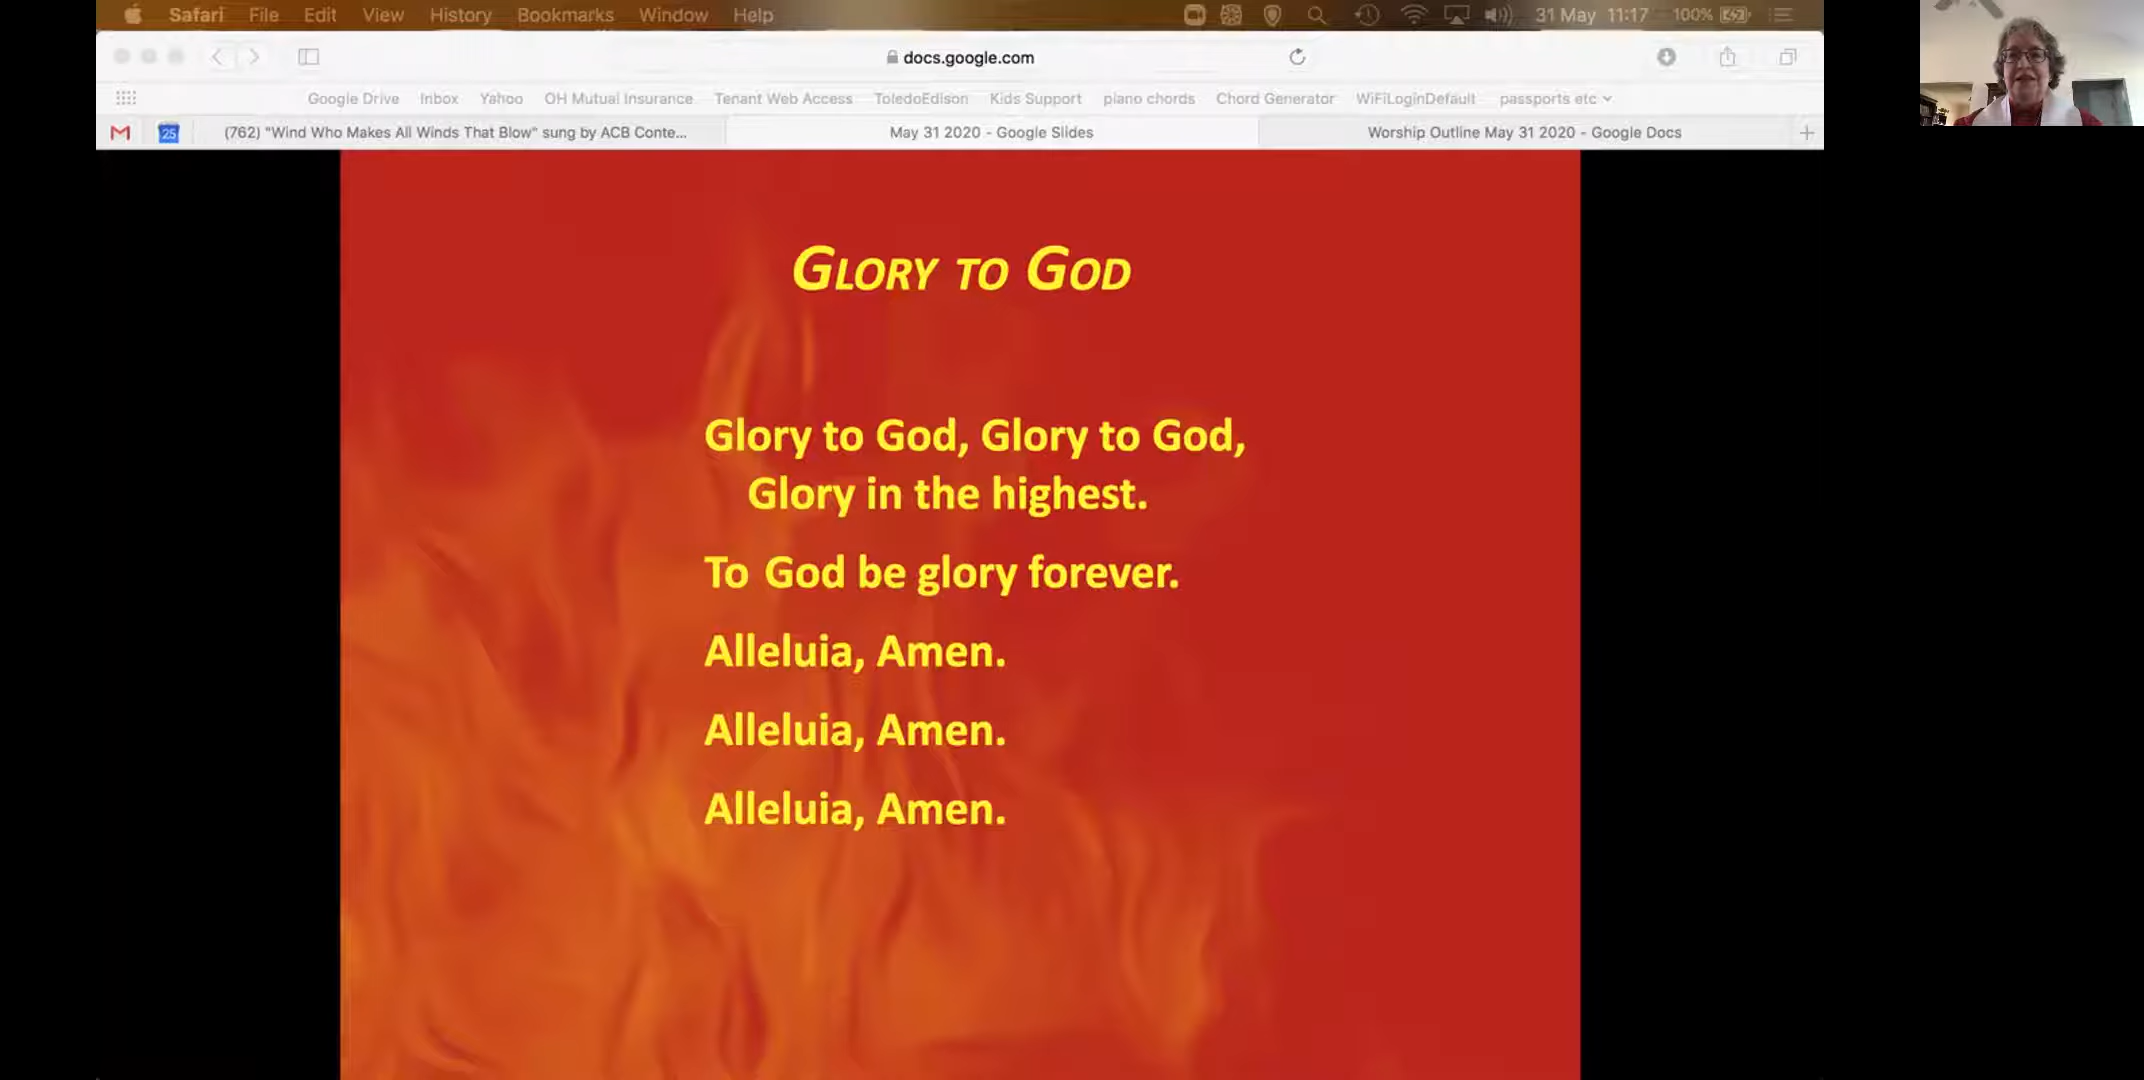 Safari File Edit View History Bookmarks Window Help 31 May 11:17 100%
docs.google.com
Google Drive Inbox Yahoo OH Mutual Insurance Tenant Web Access ToledoEdison Kids Support piano chords Chord Generator WiFiLoginDefault passports etc
25 (762) "Wind Who Makes All Winds That Blow" sung by ACB Conte... May 31 2020 - Google Slides Worship Outline May 31 2020 - Google Docs
GLORY TO GOD
Glory to God, Glory to God,
Glory in the highest.
To God be glory forever.
Alleluia, Amen.
Alleluia, Amen.
Alleluia, Amen.